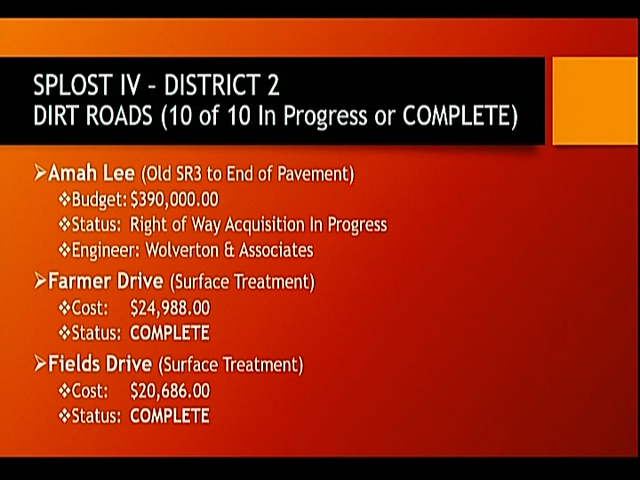 SPLOST IV – DISTRICT 2
DIRT ROADS (10 of 10 In Progress or COMPLETE)
Amah Lee (Old SR3 to End of Pavement)
Budget: $390,000.00
Status: Right of Way Acquisition In Progress
Engineer: Wolverton & Associates
Farmer Drive (Surface Treatment)
Cost: $24,988.00
Status: COMPLETE
Fields Drive (Surface Treatment)
Cost: $20,686.00
Status: COMPLETE